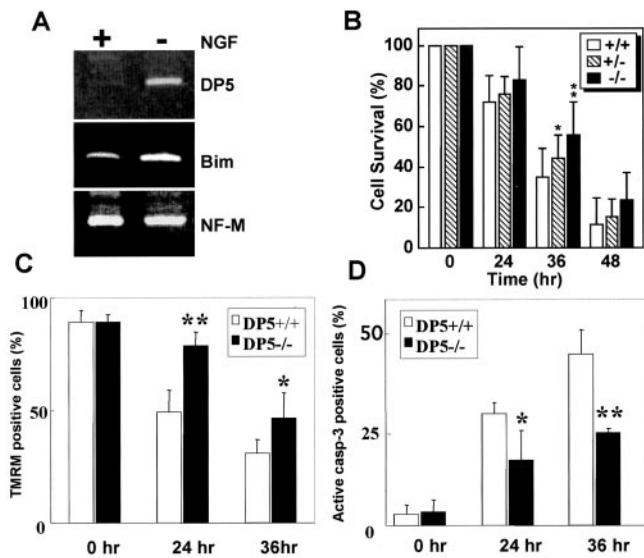 A
+ - NGF
DP5
Bim
NF-M
B
+/+
+/-
-/-
Cell Survival (%)
100
80
60
40
20
0
*
**
0 24 36 48
Time (hr)
C
TMRM positive cells (%)
100
50
0
DP5+/+
DP5-/-
**
*
0 hr 24 hr 36hr
D
Active casp-3 positive cells (%)
50
25
0
DP5+/+
DP5-/-
*
**
0 hr 24 hr 36 hr